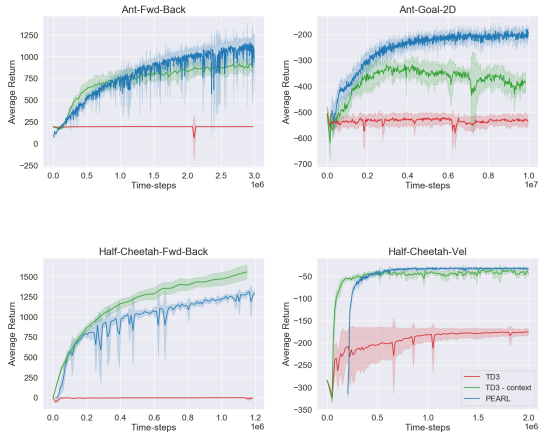 Ant-Fwd-Back
Ant-Goal-2D
Average Return
1250
1000
750
500
250
0
−250
0.0 0.5 1.0 1.5 2.0 2.5 3.0
Time-steps
1e6
Average Return
−200
−300
−400
−500
−600
−700
0.0 0.2 0.4 0.6 0.8 1.0
Time-steps
1e7
Half-Cheetah-Fwd-Back
Half-Cheetah-Vel
Average Return
1500
1250
1000
750
500
250
0
0.0 0.2 0.4 0.6 0.8 1.0 1.2
Time-steps
1e6
Average Return
−50
−100
−150
−200
−250
−300
−350
0.0 0.5 1.0 1.5 2.0
Time-steps
1e6
TD3
TD3 - context
PEARL